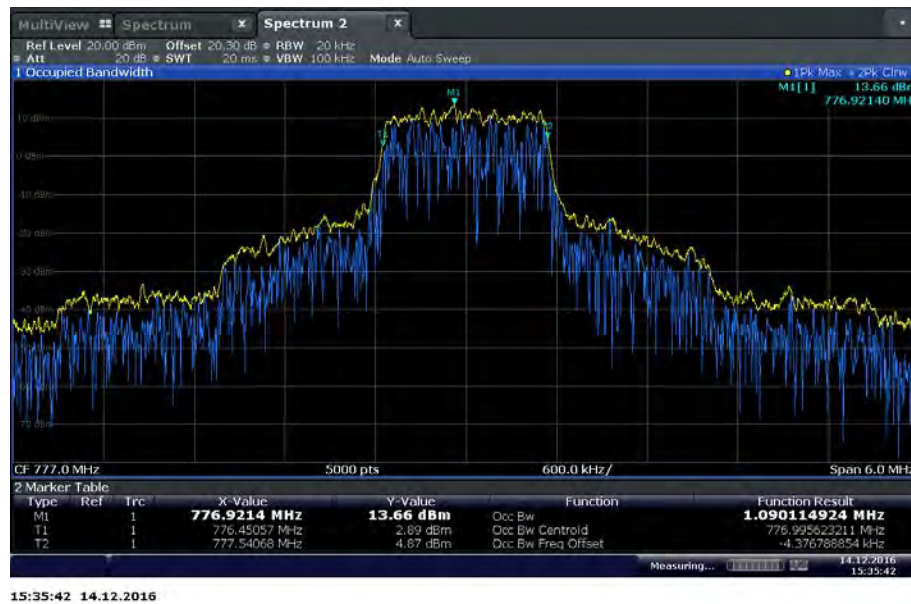 MultiView Spectrum x Spectrum 2 x
Ref Level 20.00 dBm Offset 20.30 dB RBW 20 kHz
Att 20 dB SWT 20 ms VBW 100 kHz Mode Auto Sweep
1 Occupied Bandwidth 1Pk Max 2Pk Clrw
M1[1] 13.66 dBm
776.92140 MHz
M1
10 dBm
T1
0 dBm
-10 dBm
-20 dBm
-30 dBm
-40 dBm
-70 dBm
CF 777.0 MHz 5000 pts 600.0 kHz/ Span 6.0 MHz
2 Marker Table
Type Ref Trc X-Value Y-Value Function Function Result
M1 1 776.9214 MHz 13.66 dBm Occ Bw 1.090114924 MHz
T1 1 776.45057 MHz 2.89 dBm Occ Bw Centroid 776.995623211 MHz
T2 1 777.54068 MHz 4.87 dBm Occ Bw Freq Offset -4.376788854 kHz
Measuring... 14.12.2016
15:35:42
15:35:42 14.12.2016